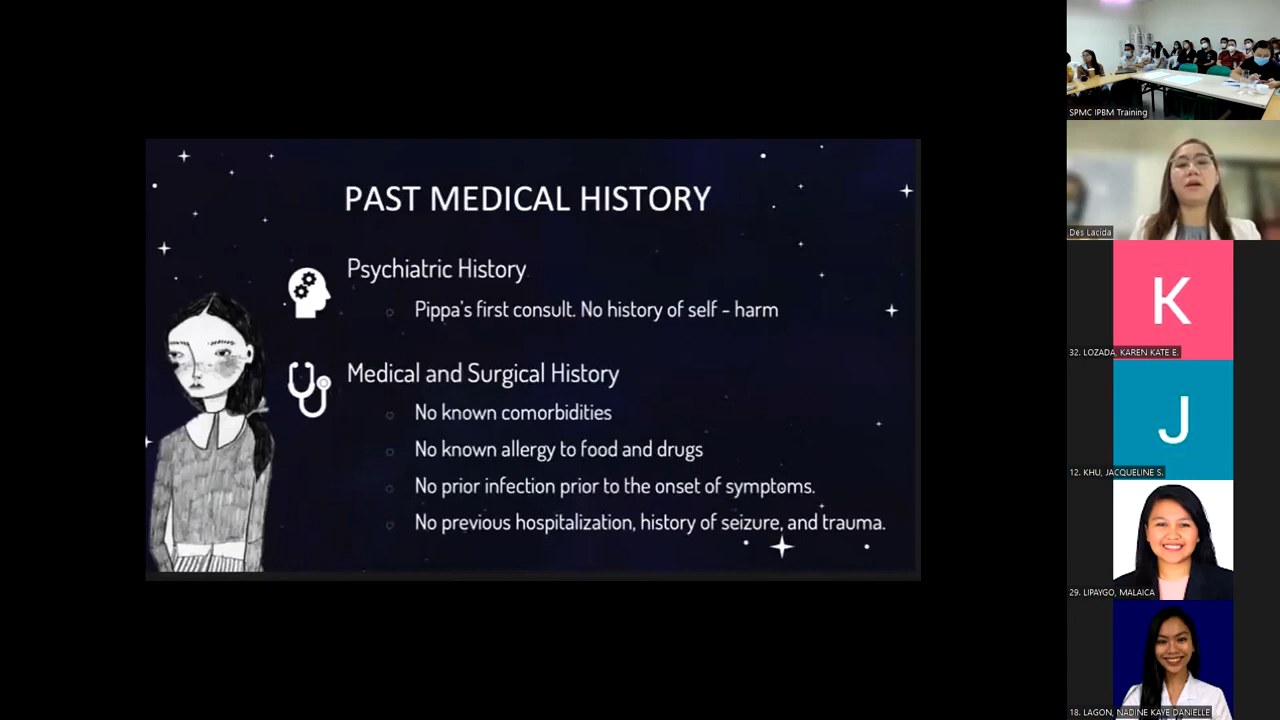 PAST MEDICAL HISTORY
Psychiatric History
Pippa's first consult. No history of self - harm
Medical and Surgical History
No known comorbidities
No known allergy to food and drugs
No prior infection prior to the onset of symptoms.
No previous hospitalization, history of seizure, and trauma.
SPMC IPBM Training
Des Lacida
K
32. LOZADA, KAREN KATE E.
J
12. KHU, JACQUELINE S.
29. LIPAYGO, MALAICA
18. LAGON, NADINE KAYE DANIELLE